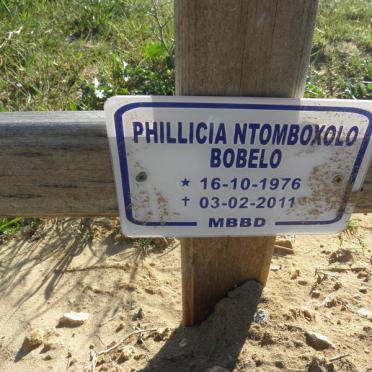 PHILLICIA NTOMBOXOLO
BOBELO
★ 16-10-1976
✝ 03-02-2011
MBBD